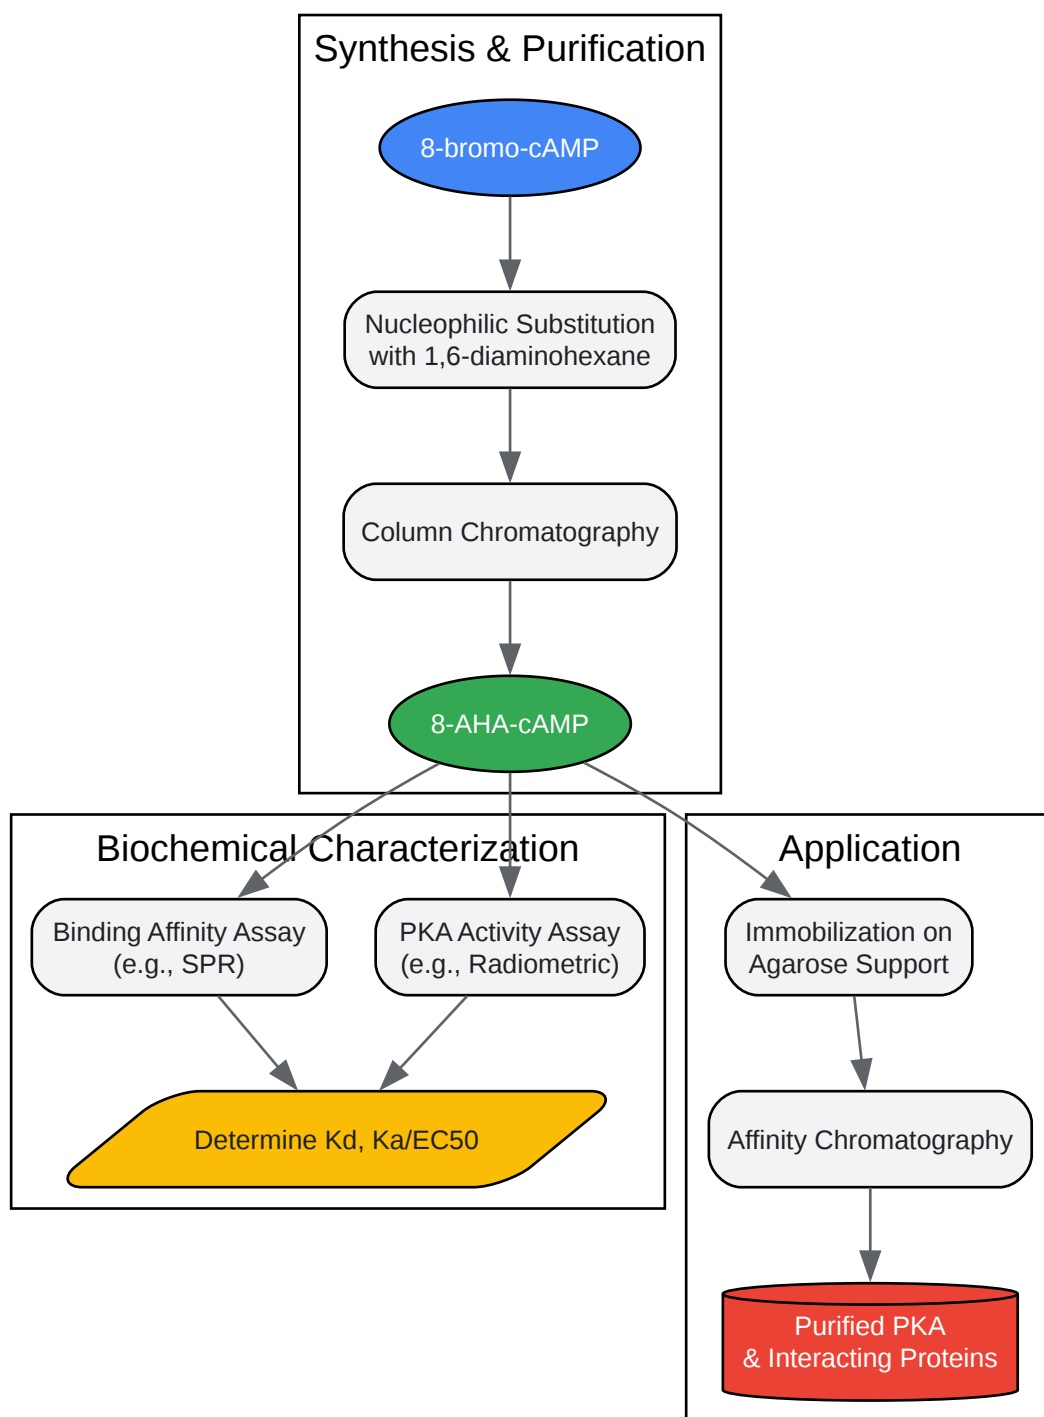 Synthesis & Purification
8-bromo-cAMP
Nucleophilic Substitution
with 1,6-diaminohexane
Column Chromatography
8-AHA-cAMP
Biochemical Characterization
Binding Affinity Assay
(e.g., SPR)
PKA Activity Assay
(e.g., Radiometric)
Determine Kd, Ka/EC50
Application
Immobilization on
Agarose Support
Affinity Chromatography
Purified PKA
& Interacting Proteins